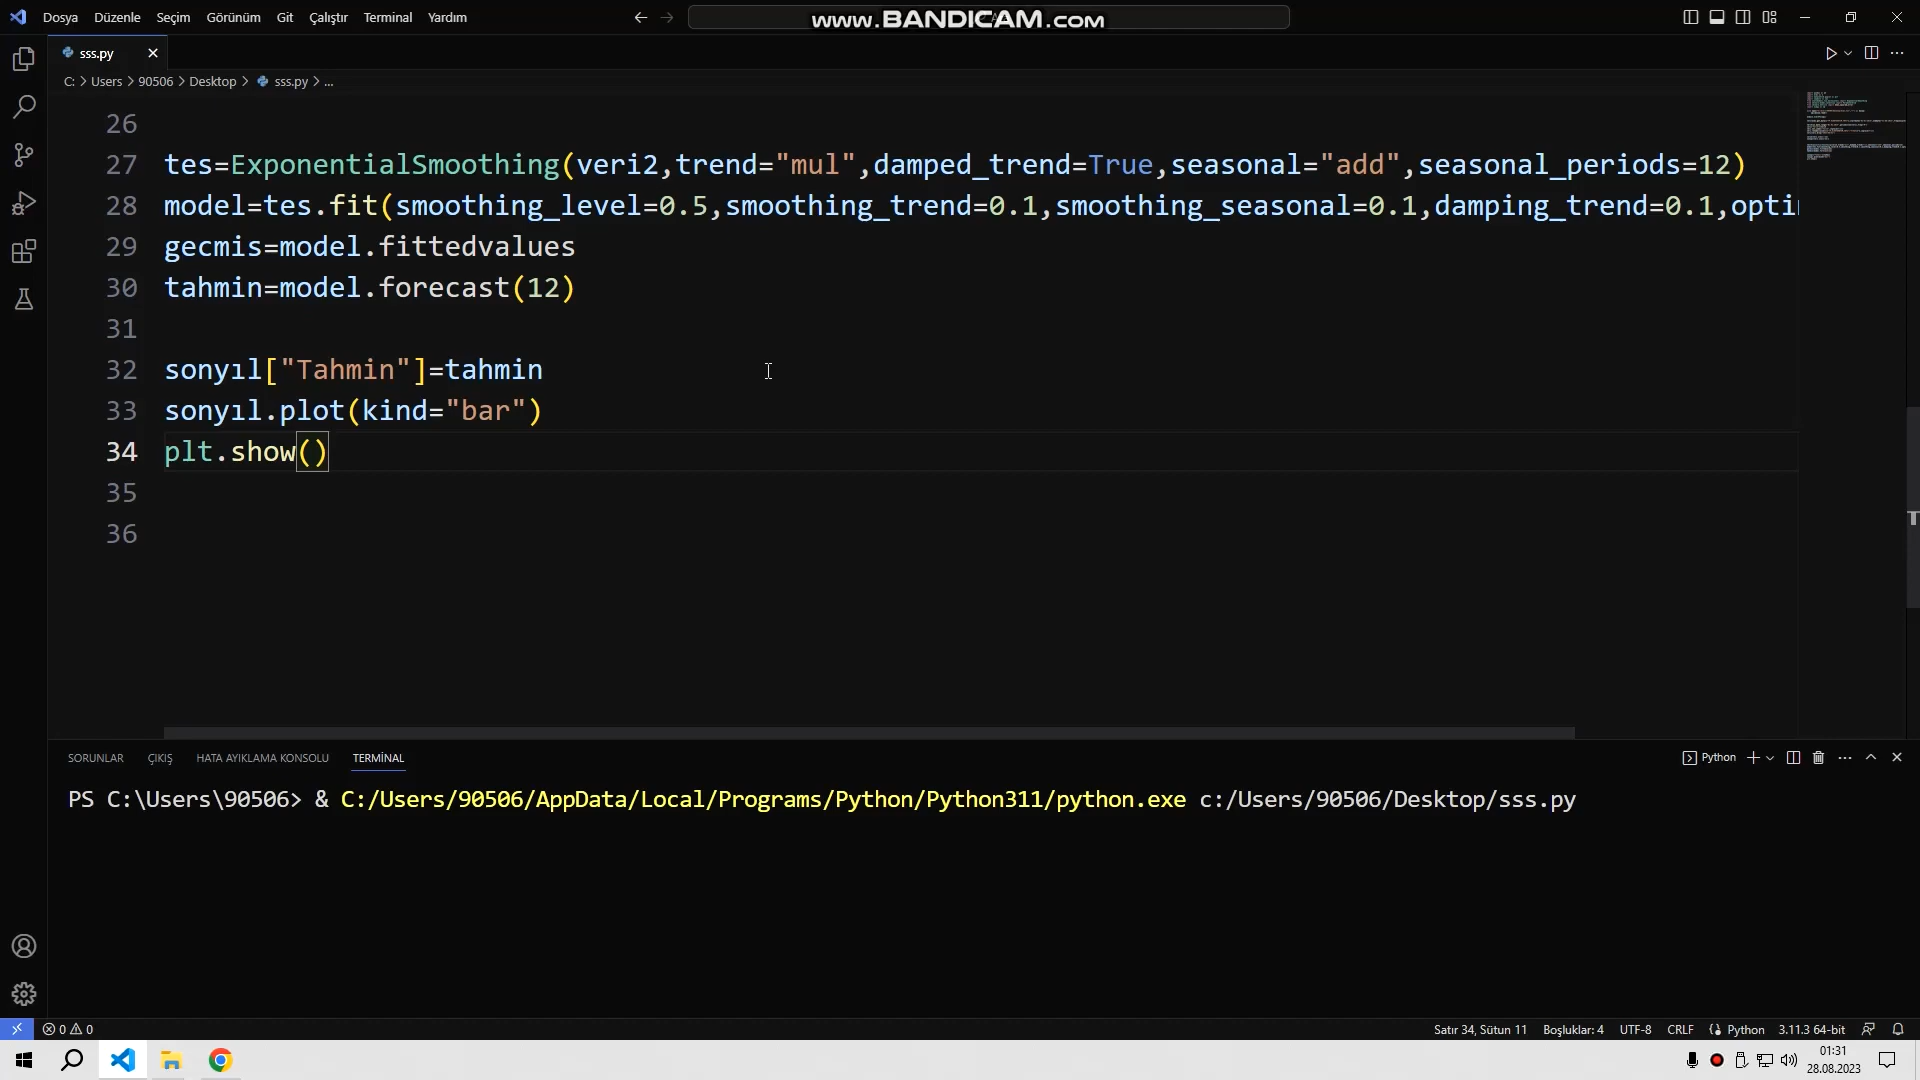 Dosya Düzenle Seçim Görünüm Git Çalıştır Terminal Yardım
www.BANDICAM.com
sss.py
C: > Users > 90506 > Desktop > sss.py > ...
26
27 tes=ExponentialSmoothing(veri2,trend="mul",damped_trend=True,seasonal="add",seasonal_periods=12)
28 model=tes.fit(smoothing_level=0.5,smoothing_trend=0.1,smoothing_seasonal=0.1,damping_trend=0.1,opti
29 gecmis=model.fittedvalues
30 tahmin=model.forecast(12)
31
32 sonyıl["Tahmin"]=tahmin
33 sonyıl.plot(kind="bar")
34 plt.show()
35
36
SORUNLAR ÇIKIŞ HATA AYIKLAMA KONSOLU TERMİNAL Python
PS C:\Users\90506> & C:/Users/90506/AppData/Local/Programs/Python/Python311/python.exe c:/Users/90506/Desktop/sss.py
0 0 Satır 34, Sütun 11 Boşluklar: 4 UTF-8 CRLF Python 3.11.3 64-bit
01:31
28.08.2023